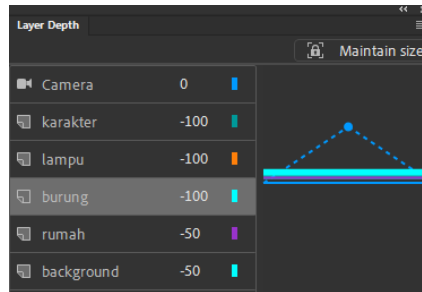 Layer Depth
Maintain size
Camera 0
karakter -100
lampu -100
burung -100
rumah -50
background -50